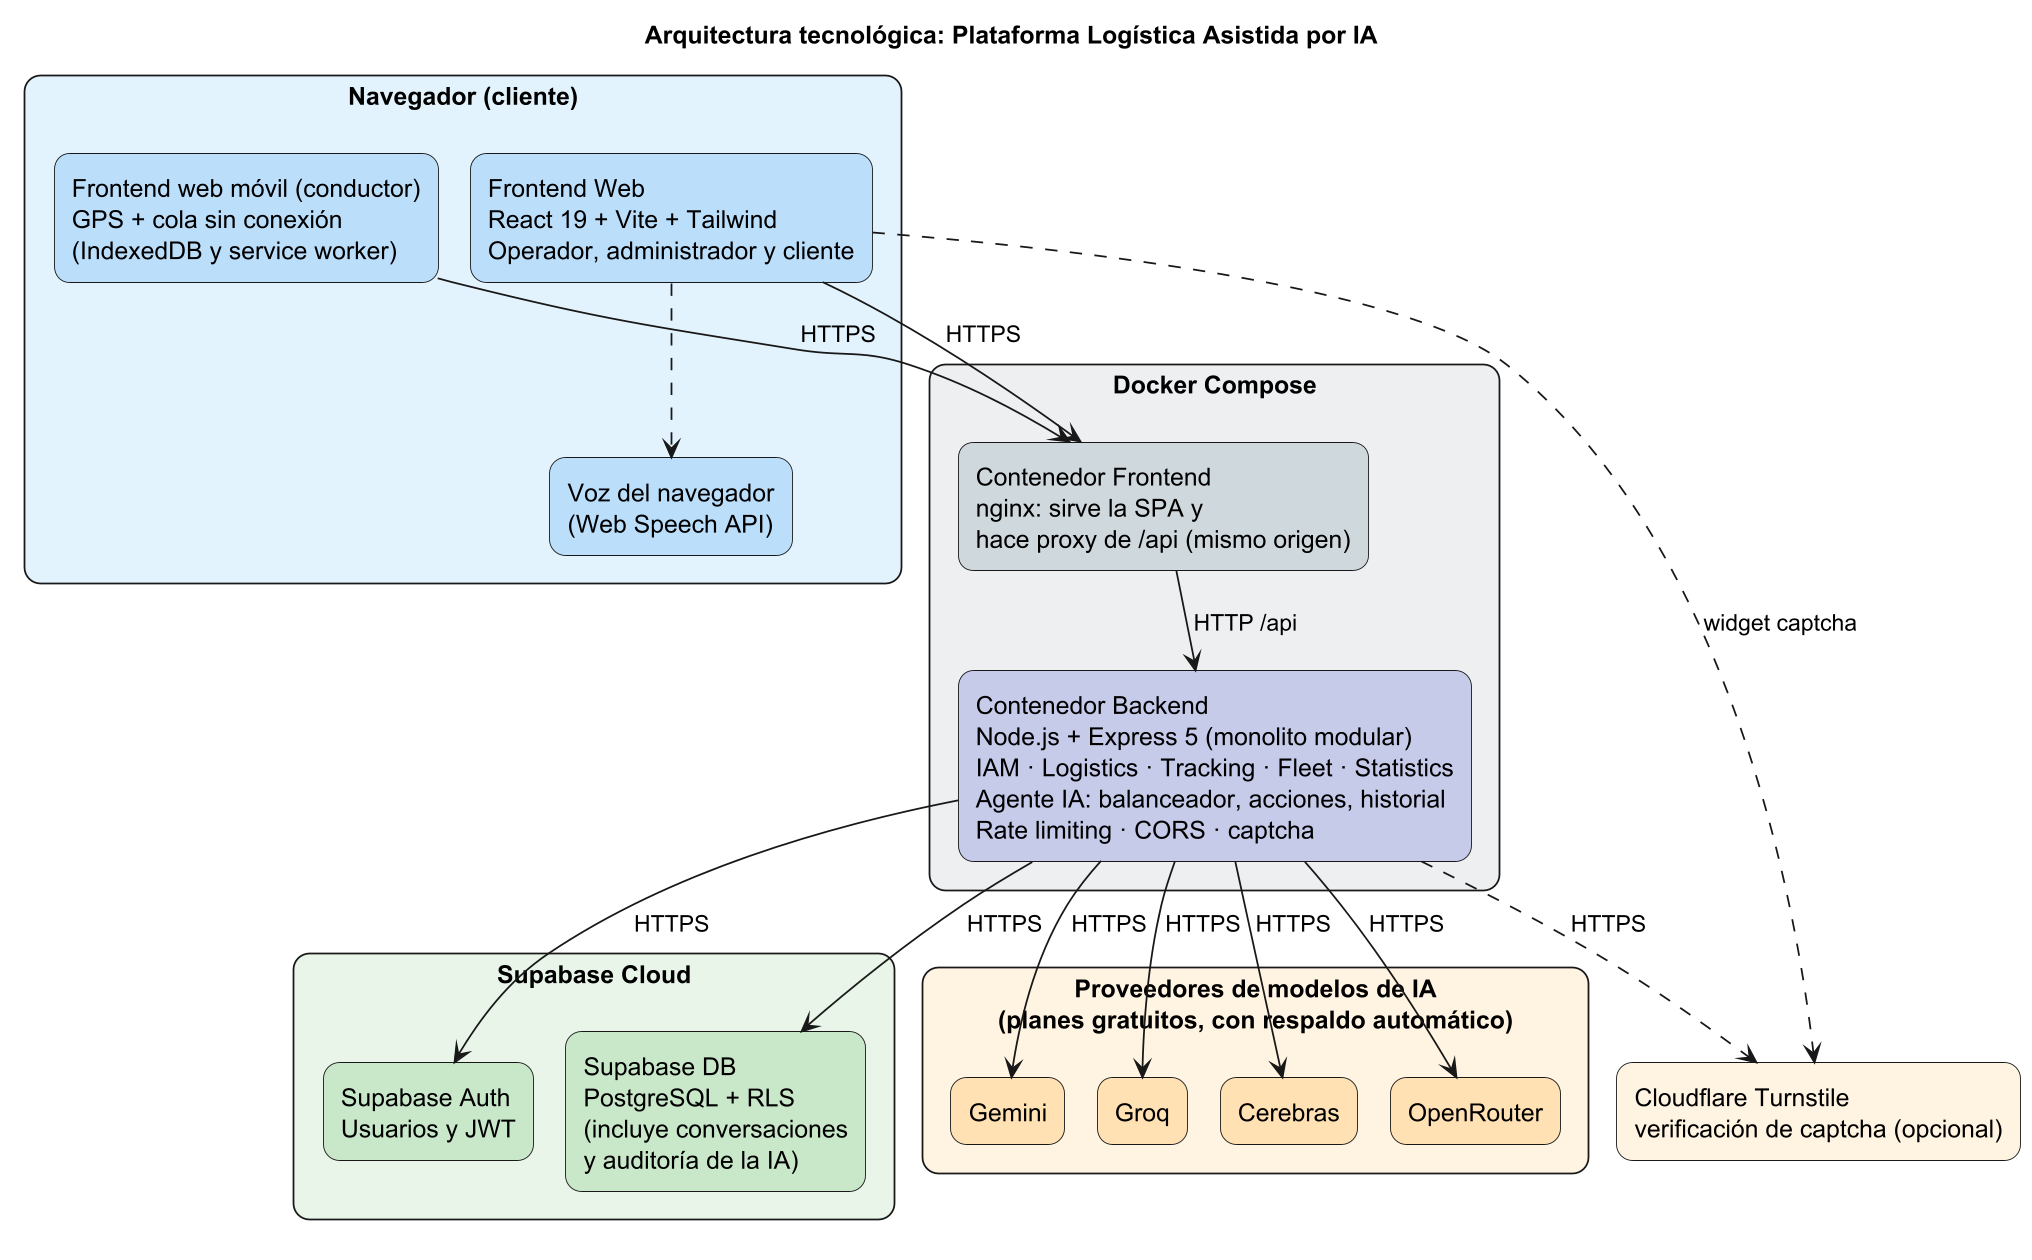 Arquitectura tecnológica: Plataforma Logística Asistida por IA
Navegador (cliente)
Frontend web móvil (conductor)
GPS + cola sin conexión
(IndexedDB y service worker)
Frontend Web
React 19 + Vite + Tailwind
Operador, administrador y cliente
HTTPS
HTTPS
Voz del navegador
(Web Speech API)
Docker Compose
Contenedor Frontend
nginx: sirve la SPA y
hace proxy de /api (mismo origen)
HTTP /api
widget captcha
Contenedor Backend
Node.js + Express 5 (monolito modular)
IAM · Logistics · Tracking · Fleet · Statistics
Agente IA: balanceador, acciones, historial
Rate limiting · CORS · captcha
HTTPS
HTTPS
HTTPS
HTTPS
HTTPS
HTTPS
HTTPS
Supabase Cloud
Supabase Auth
Usuarios y JWT
Supabase DB
PostgreSQL + RLS
(incluye conversaciones
y auditoría de la IA)
Proveedores de modelos de IA
(planes gratuitos, con respaldo automático)
Gemini
Groq
Cerebras
OpenRouter
Cloudflare Turnstile
verificación de captcha (opcional)